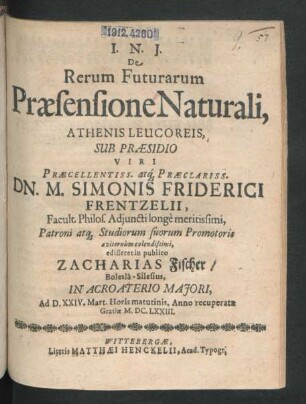 1912.4260
9. 57
I. N. J.
De
Rerum Futurarum
Præsensione Naturali,
ATHENIS LEUCOREIS,
SUB PRÆSIDIO
VIRI
PRÆCELLENTISS. atq; PRÆCLARISS.
DN. M. SIMONIS FRIDERICI
FRENTZELII,
Facult. Philos. Adjuncti longè meritissimi,
Patroni atq; Studiorum suorum Promotoris
æviternùm colendissimi,
edisseret in publico
ZACHARIAS Fischer/
Boleslâ-Silesius,
IN ACROATERIO MAJORI,
Ad D. XXIV. Mart. Horis matutinis, Anno recuperatæ
Gratiæ M. DC. LXXIII.
WITTEBERGÆ,
Literis MATTHÆI HENCKELII, Acad. Typogr.